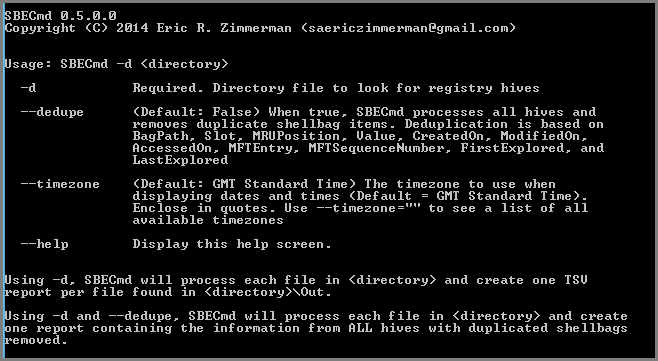 SBECmd 0.5.0.0
Copyright (C) 2014 Eric R. Zimmerman (saericzimmerman@gmail.com)
Usage: SBECmd -d <directory>
-d Required. Directory file to look for registry hives
--dedupe (Default: False) When true, SBECmd processes all hives and
removes duplicate shellbag items. Deduplication is based on
BagPath, Slot, MRUPosition, Value, CreatedOn, ModifiedOn,
AccessedOn, MFTEntry, MFTSequenceNumber, FirstExplored, and
LastExplored
--timezone (Default: GMT Standard Time) The timezone to use when
displaying dates and times (Default = GMT Standard Time).
Enclose in quotes. Use --timezone="" to see a list of all
available timezones
--help Display this help screen.
Using -d, SBECmd will process each file in <directory> and create one TSV
report per file found in <directory>\Out.
Using -d and --dedupe, SBECmd will process each file in <directory> and create
one report containing the information from ALL hives with duplicated shellbags
removed.